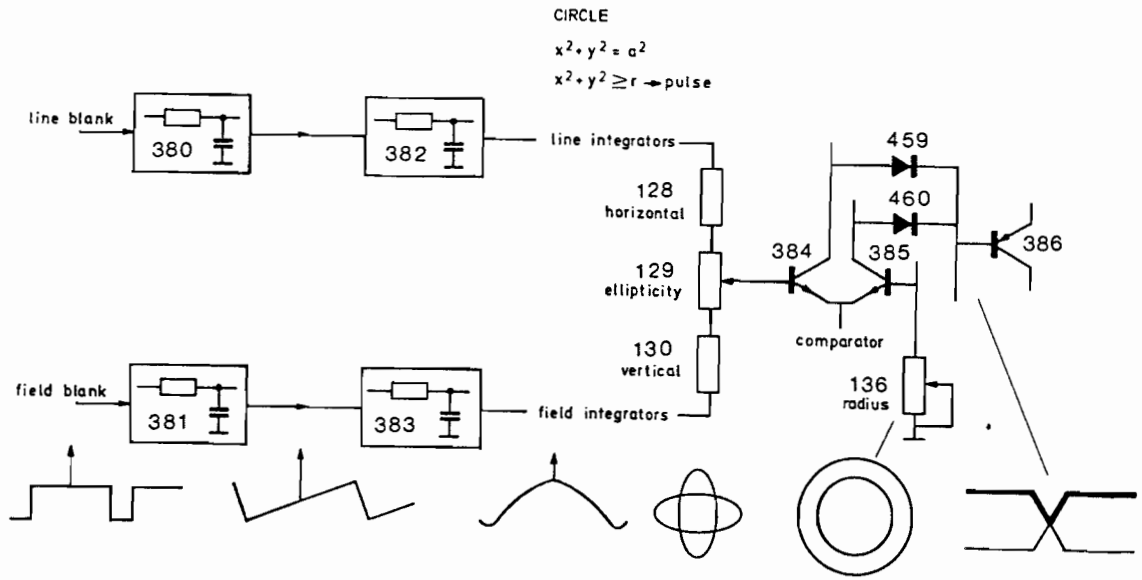 CIRCLE
x² + y² = a²
x² + y² ≥ r → pulse
line blank
380
382
line integrators
128
horizontal
129
ellipticity
130
vertical
384
385
459
460
386
comparator
136
radius
field blank
381
383
field integrators